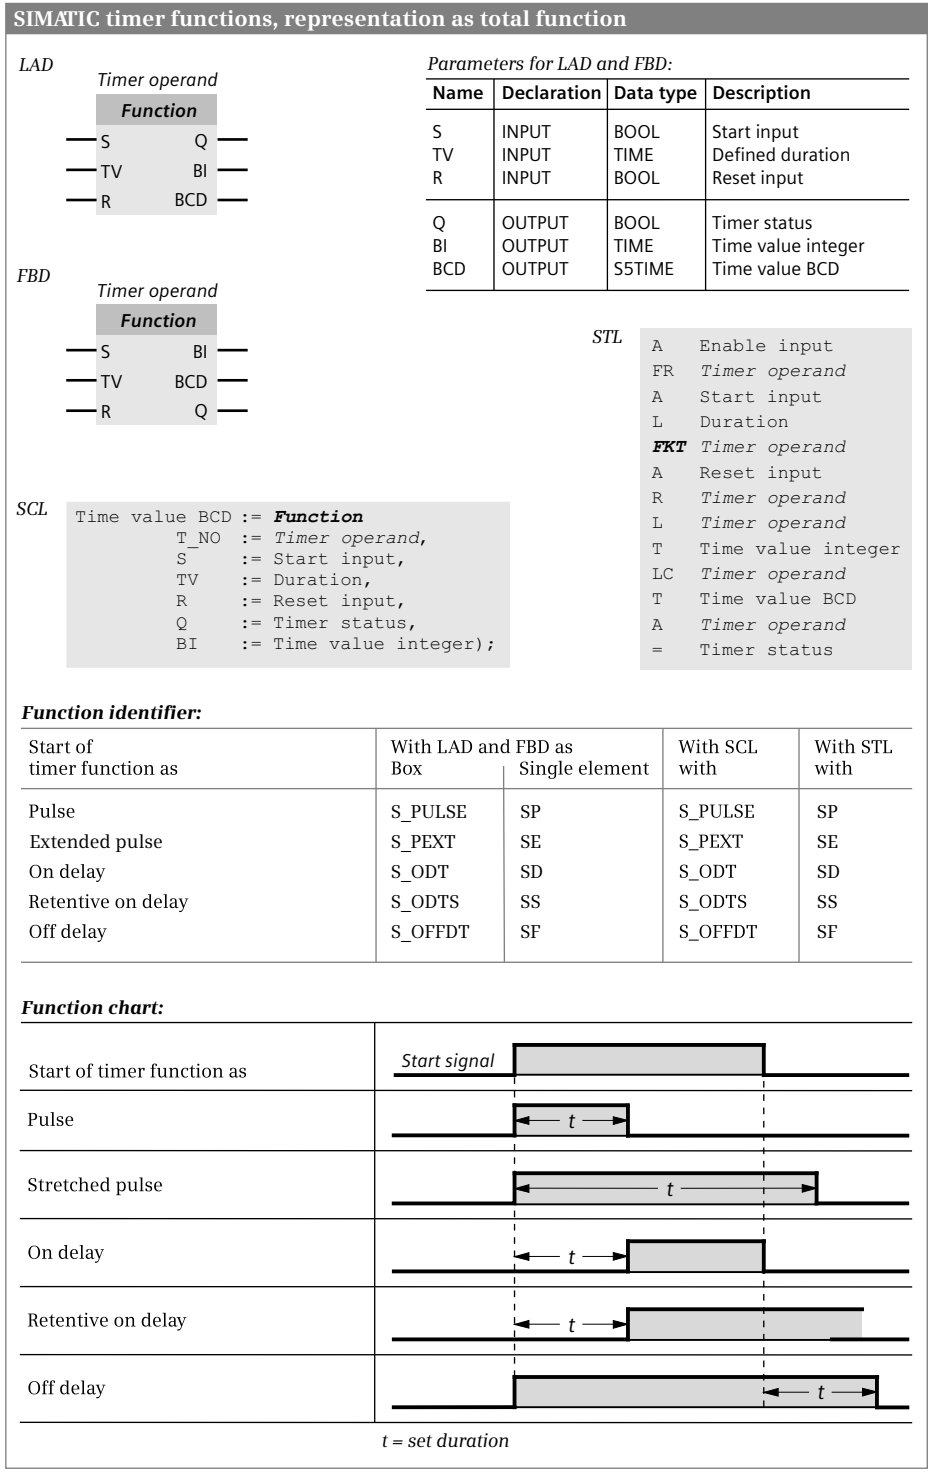 SIMATIC timer functions, representation as total function
LAD
Timer operand
Function
S Q
TV BI
R BCD
Parameters for LAD and FBD:
Name Declaration Data type Description
S INPUT BOOL Start input
TV INPUT TIME Defined duration
R INPUT BOOL Reset input
Q OUTPUT BOOL Timer status
BI OUTPUT TIME Time value integer
BCD OUTPUT S5TIME Time value BCD
FBD
Timer operand
Function
S BI
TV BCD
R Q
STL
A Enable input
FR Timer operand
A Start input
L Duration
FKT Timer operand
A Reset input
R Timer operand
L Timer operand
T Time value integer
LC Timer operand
T Time value BCD
A Timer operand
= Timer status
SCL
Time value BCD := Function
T_NO := Timer operand,
S := Start input,
TV := Duration,
R := Reset input,
Q := Timer status,
BI := Time value integer);
Function identifier:
Start of With LAD and FBD as With SCL With STL
timer function as Box Single element with with
Pulse S_PULSE SP S_PULSE SP
Extended pulse S_PEXT SE S_PEXT SE
On delay S_ODT SD S_ODT SD
Retentive on delay S_ODTS SS S_ODTS SS
Off delay S_OFFDT SF S_OFFDT SF
Function chart:
Start of timer function as Start signal
Pulse t
Stretched pulse t
On delay t
Retentive on delay t
Off delay t
t = set duration